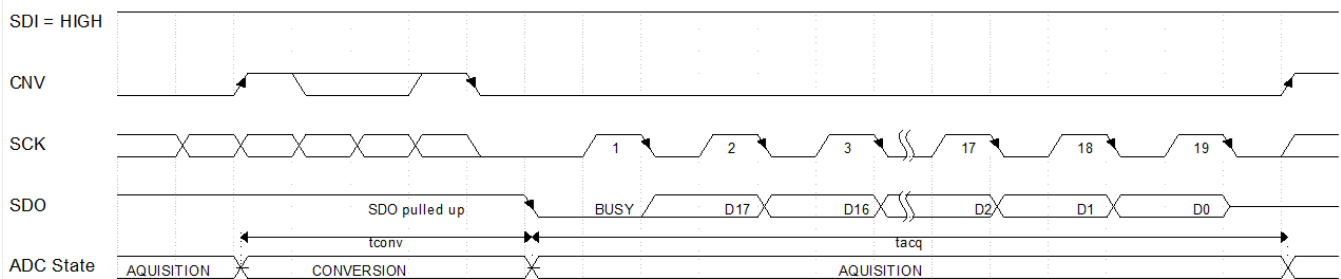 SDI = HIGH
CNV
SCK 1 2 3 17 18 19
SDO SDO pulled up BUSY D17 D16 D2 D1 D0
tconv tacq
ADC State AQUISITION CONVERSION AQUISITION